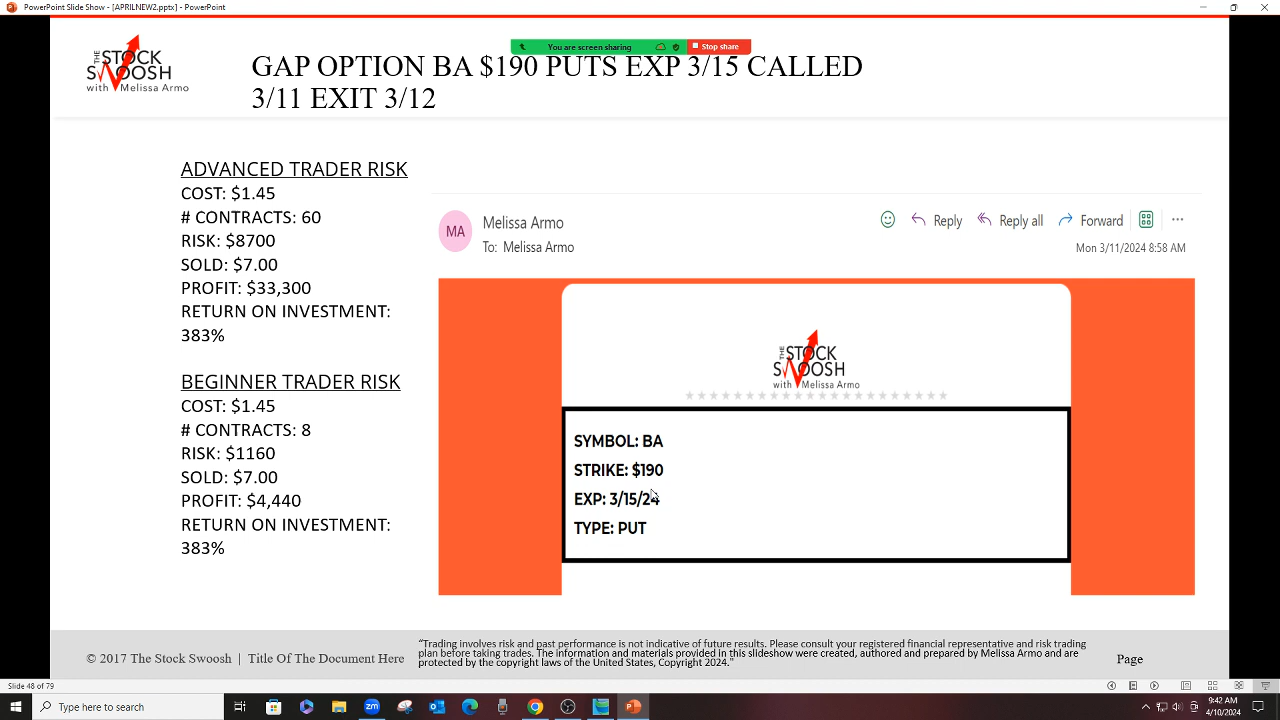 PowerPoint Slide Show - [APRILNEW2.pptx] - PowerPoint
You are screen sharing
Stop share
THE
STOCK
SWOOSH
with Melissa Armo
GAP OPTION BA $190 PUTS EXP 3/15 CALLED
3/11 EXIT 3/12
ADVANCED TRADER RISK
COST: $1.45
# CONTRACTS: 60
RISK: $8700
SOLD: $7.00
PROFIT: $33,300
RETURN ON INVESTMENT:
383%
BEGINNER TRADER RISK
COST: $1.45
# CONTRACTS: 8
RISK: $1160
SOLD: $7.00
PROFIT: $4,440
RETURN ON INVESTMENT:
383%
MA
Melissa Armo
To: Melissa Armo
Reply
Reply all
Forward
Mon 3/11/2024 8:58 AM
THE
STOCK
SWOOSH
with Melissa Armo
SYMBOL: BA
STRIKE: $190
EXP: 3/15/24
TYPE: PUT
© 2017 The Stock Swoosh | Title Of The Document Here
“Trading involves risk and past performance is not indicative of future results. Please consult your registered financial representative and risk trading
plan before taking trades. The information and materials provided in this slideshow were created, authored and prepared by Melissa Armo and are
protected by the copyright laws of the United States, Copyright 2024."
Page
Slide 48 of 79
Type here to search
9:42 AM
4/10/2024